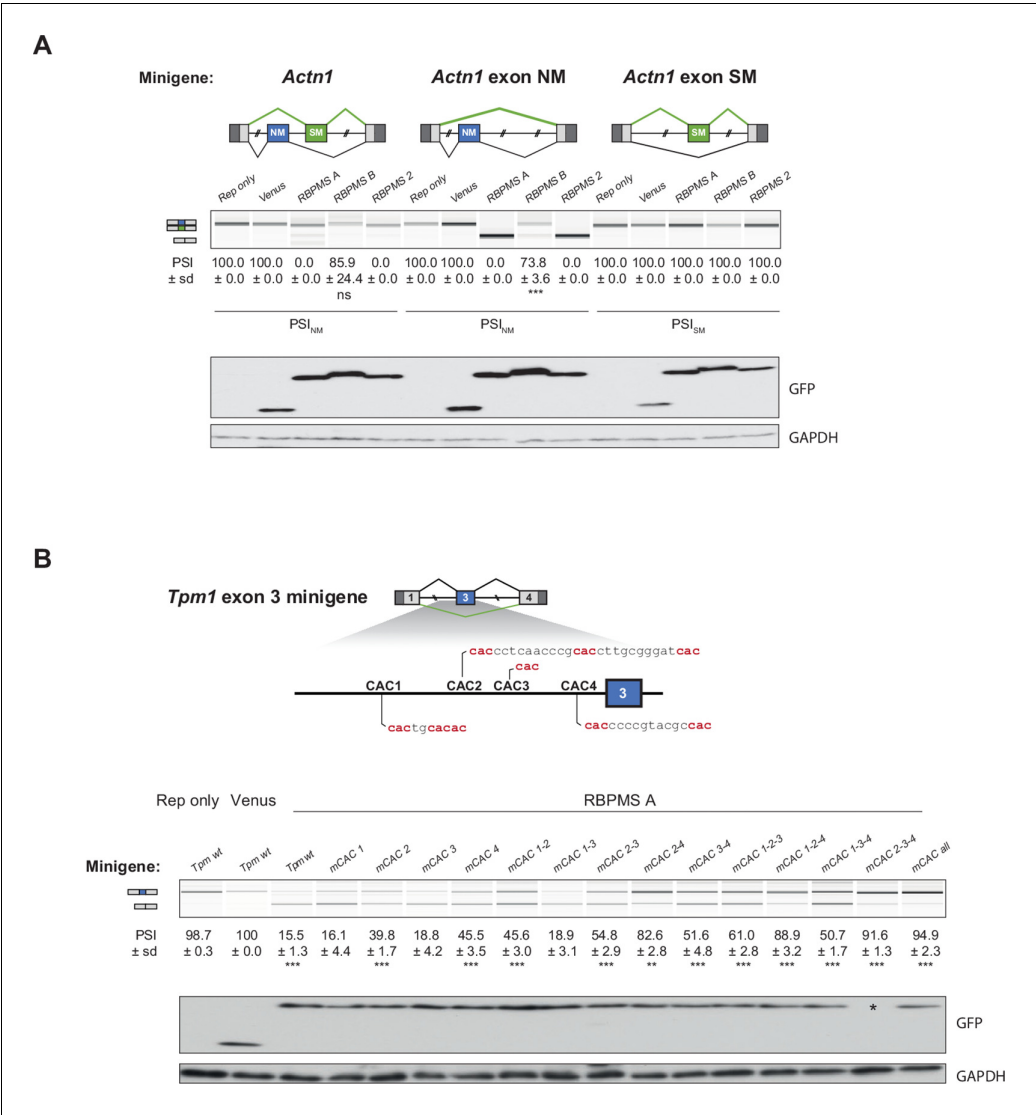 A
Minigene: Actn1 Actn1 exon NM Actn1 exon SM
NM SM NM SM
Rep only Venus RBPMS A RBPMS B RBPMS 2 Rep only Venus RBPMS A RBPMS B RBPMS 2 Rep only Venus RBPMS A RBPMS B RBPMS 2
PSI 100.0 100.0 0.0 85.9 0.0 100.0 100.0 0.0 73.8 0.0 100.0 100.0 100.0 100.0 100.0
± sd ± 0.0 ± 0.0 ± 0.0 ± 24.4 ± 0.0 ± 0.0 ± 0.0 ± 0.0 ± 3.6 ± 0.0 ± 0.0 ± 0.0 ± 0.0 ± 0.0 ± 0.0
ns ***
PSINM PSINM PSISM
GFP
GAPDH
B
Tpm1 exon 3 minigene
1 3 4
caccctcaacccgcaccttgcgggatcac
cac
CAC1 CAC2 CAC3 CAC4 3
cactgcacac caccccccgtacgccac
Rep only Venus RBPMS A
Minigene: Tpm wt Tpm wt Tpm wt mCAC 1 mCAC 2 mCAC 3 mCAC 4 mCAC 1-2 mCAC 1-3 mCAC 2-3 mCAC 2-4 mCAC 3-4 mCAC 1-2-3 mCAC 1-2-4 mCAC 1-3-4 mCAC 2-3-4 mCAC all
PSI 98.7 100 15.5 16.1 39.8 18.8 45.5 45.6 18.9 54.8 82.6 51.6 61.0 88.9 50.7 91.6 94.9
± sd ± 0.3 ± 0.0 ± 1.3 ± 4.4 ± 1.7 ± 4.2 ± 3.5 ± 3.0 ± 3.1 ± 2.9 ± 2.8 ± 4.8 ± 2.8 ± 3.2 ± 1.7 ± 1.3 ± 2.3
*** *** *** *** *** ** *** *** *** *** *** ***
*
GFP
GAPDH